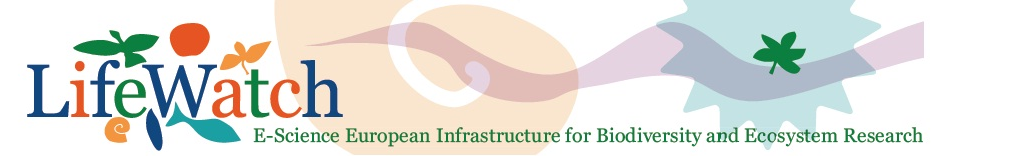 LifeWatch
E-Science European Infrastructure for Biodiversity and Ecosystem Research